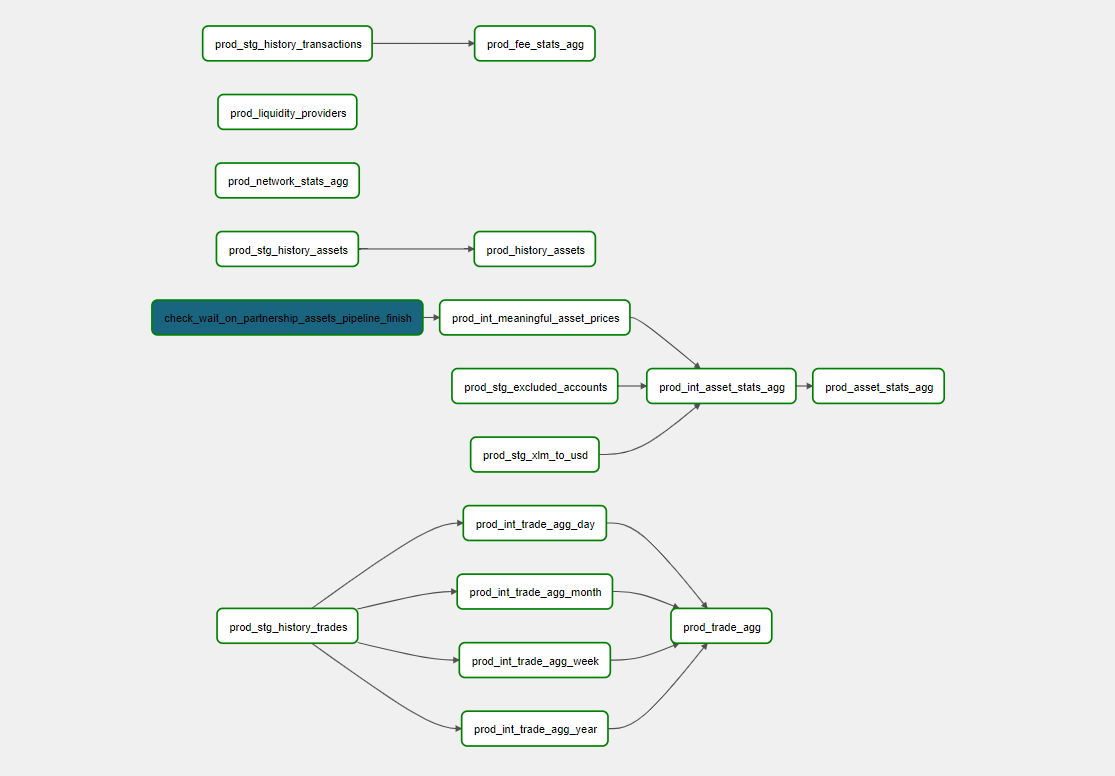 prod_stg_history_transactions
prod_fee_stats_agg
prod_liquidity_providers
prod_network_stats_agg
prod_stg_history_assets
prod_history_assets
check_wait_on_partnership_assets_pipeline_finish
prod_int_meaningful_asset_prices
prod_stg_excluded_accounts
prod_int_asset_stats_agg
prod_asset_stats_agg
prod_stg_xlm_to_usd
prod_int_trade_agg_day
prod_int_trade_agg_month
prod_stg_history_trades
prod_trade_agg
prod_int_trade_agg_week
prod_int_trade_agg_year